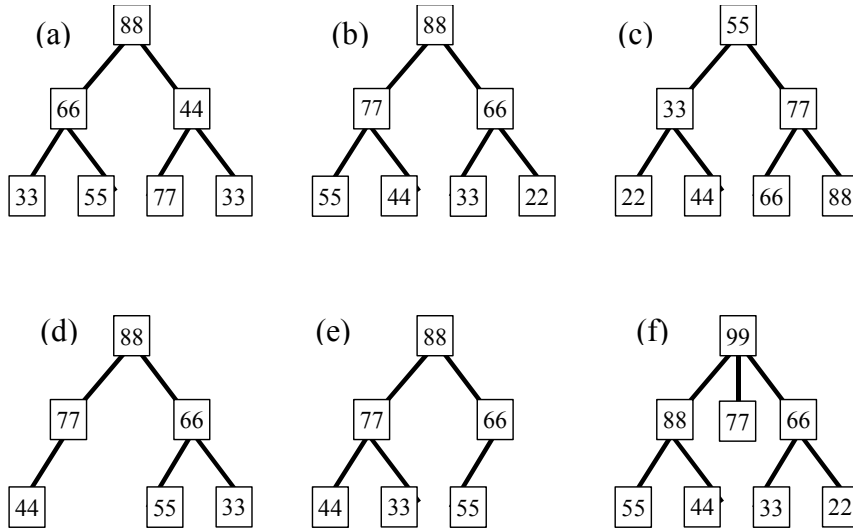 (a) 88 (b) 88 (c) 55
66 44 77 66 33 77
33 55 77 33 55 44 33 22 22 44 66 88
(d) 88 (e) 88 (f) 99
77 66 77 66 88 77 66
44 55 33 44 33 55 55 44 33 22